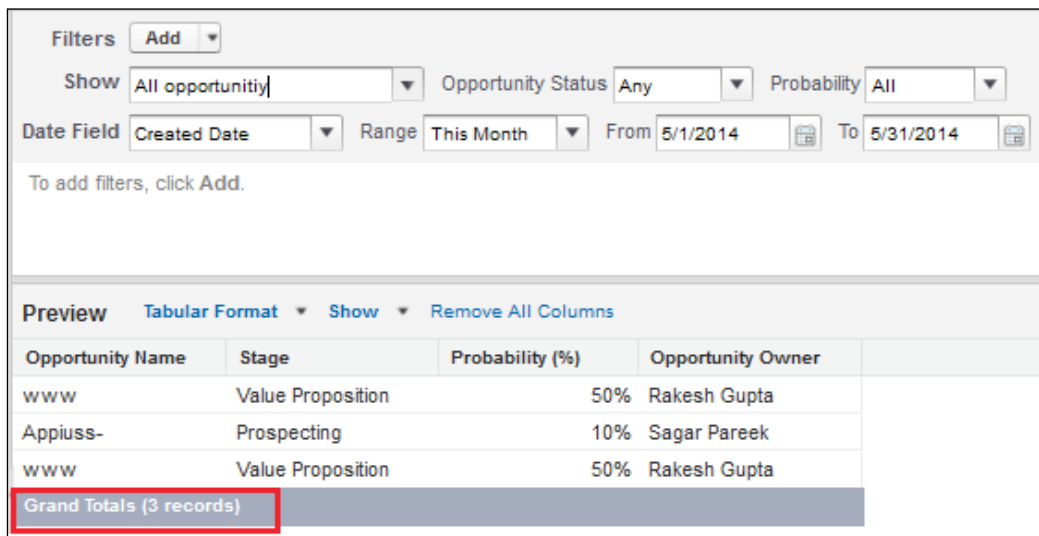 Filters Add
Show All opportunitiy Opportunity Status Any Probability All
Date Field Created Date Range This Month From 5/1/2014 To 5/31/2014
To add filters, click Add.
Preview Tabular Format Show Remove All Columns
Opportunity Name Stage Probability (%) Opportunity Owner
www Value Proposition 50% Rakesh Gupta
Appiuss- Prospecting 10% Sagar Pareek
www Value Proposition 50% Rakesh Gupta
Grand Totals (3 records)